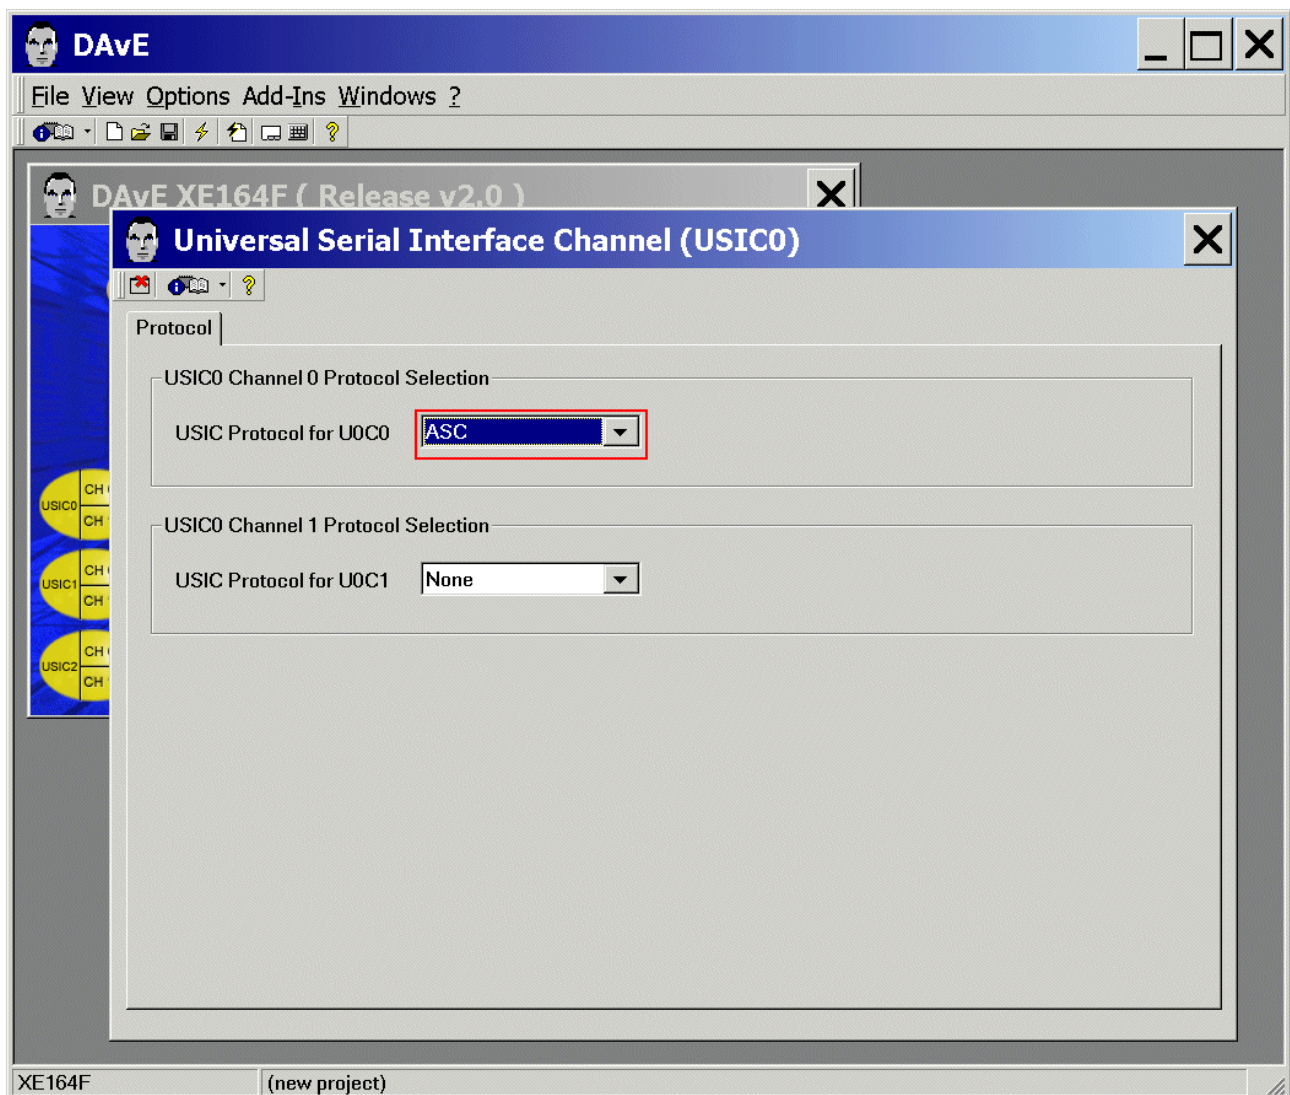 DAvE
File View Options Add-Ins Windows ?
DAvE XE164F ( Release v2.0 )
Universal Serial Interface Channel (USIC0)
Protocol
USIC0 Channel 0 Protocol Selection
USIC Protocol for U0C0 ASC
USIC0 Channel 1 Protocol Selection
USIC Protocol for U0C1 None
USIC0
CH
CH
USIC1
CH
CH
USIC2
CH
CH
XE164F (new project)